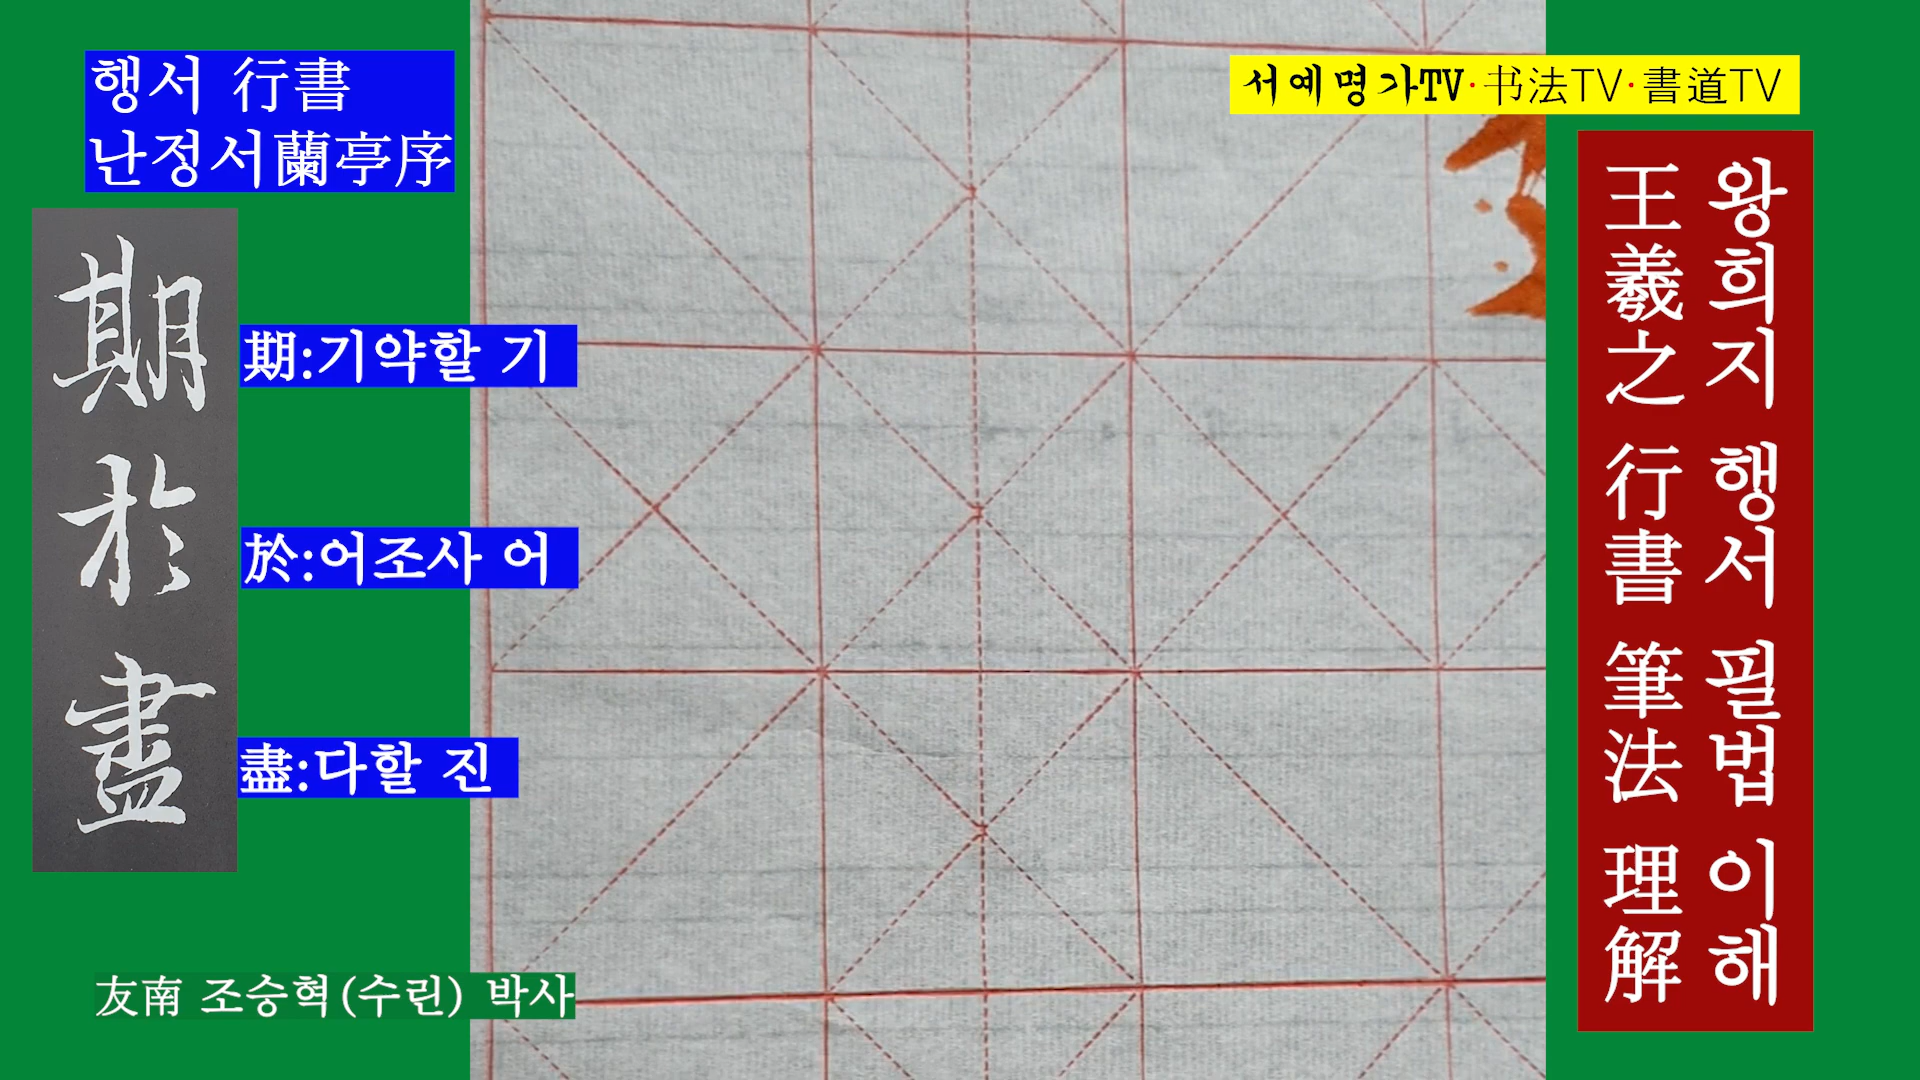 행서 行書
난정서蘭亭序
서예명가TV·书法TV·書道TV
期於盡
期:기약할 기
於:어조사 어
盡:다할 진
友南 조승혁(수린) 박사
왕희지 행서 필법 이해
王羲之 行書 筆法 理解